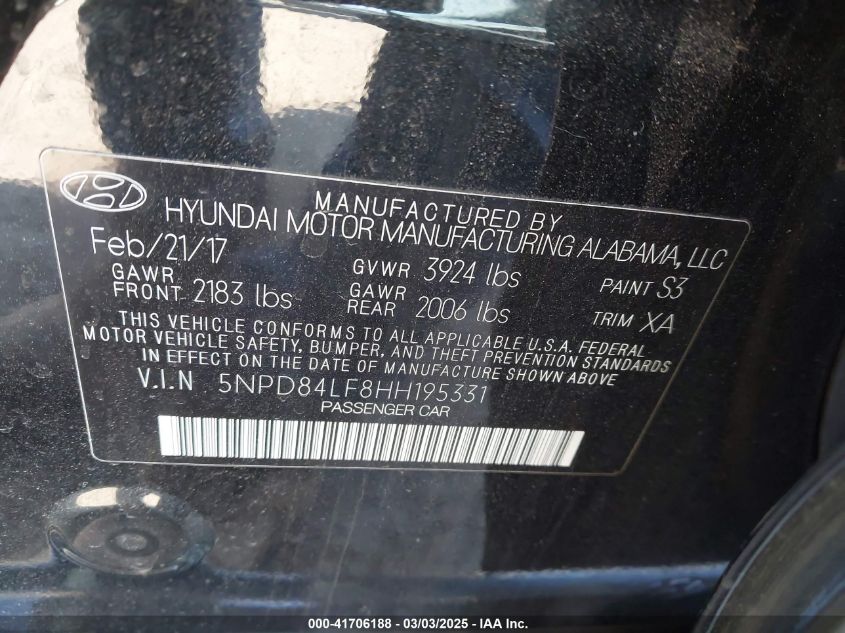 MANUFACTURED BY
HYUNDAI MOTOR MANUFACTURING ALABAMA, LLC
Feb/21/17
GAWR FRONT 2183 lbs
GVWR 3924 lbs
GAWR REAR 2006 lbs
PAINT S3
TRIM XA
THIS VEHICLE CONFORMS TO ALL APPLICABLE U.S.A. FEDERAL
MOTOR VEHICLE SAFETY, BUMPER, AND THEFT PREVENTION STANDARDS
IN EFFECT ON THE DATE OF MANUFACTURE SHOWN ABOVE
V.I.N 5NPD84LF8HH195331
PASSENGER CAR
000-41706188 — 03/03/2025 — IAA Inc.